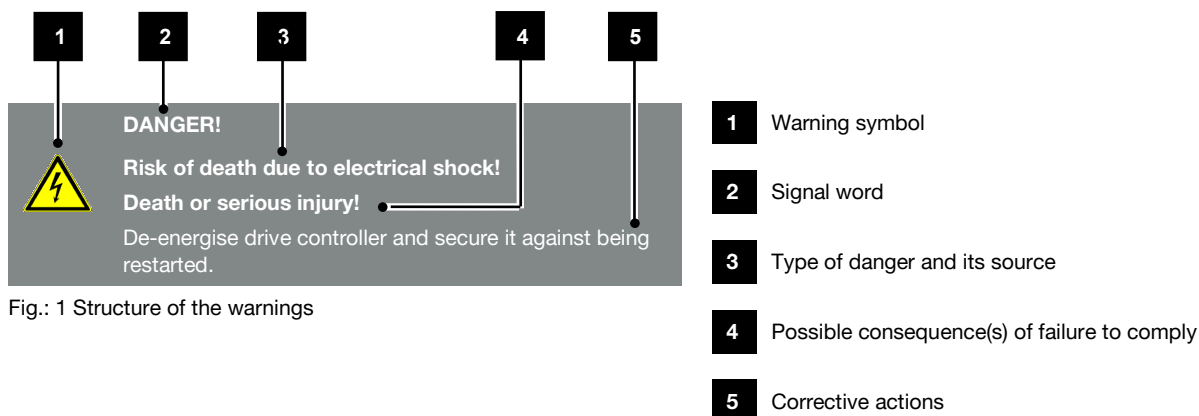 1 2 3 4 5
DANGER!
Risk of death due to electrical shock!
Death or serious injury!
De-energise drive controller and secure it against being
restarted.
Fig.: 1 Structure of the warnings
1 Warning symbol
2 Signal word
3 Type of danger and its source
4 Possible consequence(s) of failure to comply
5 Corrective actions